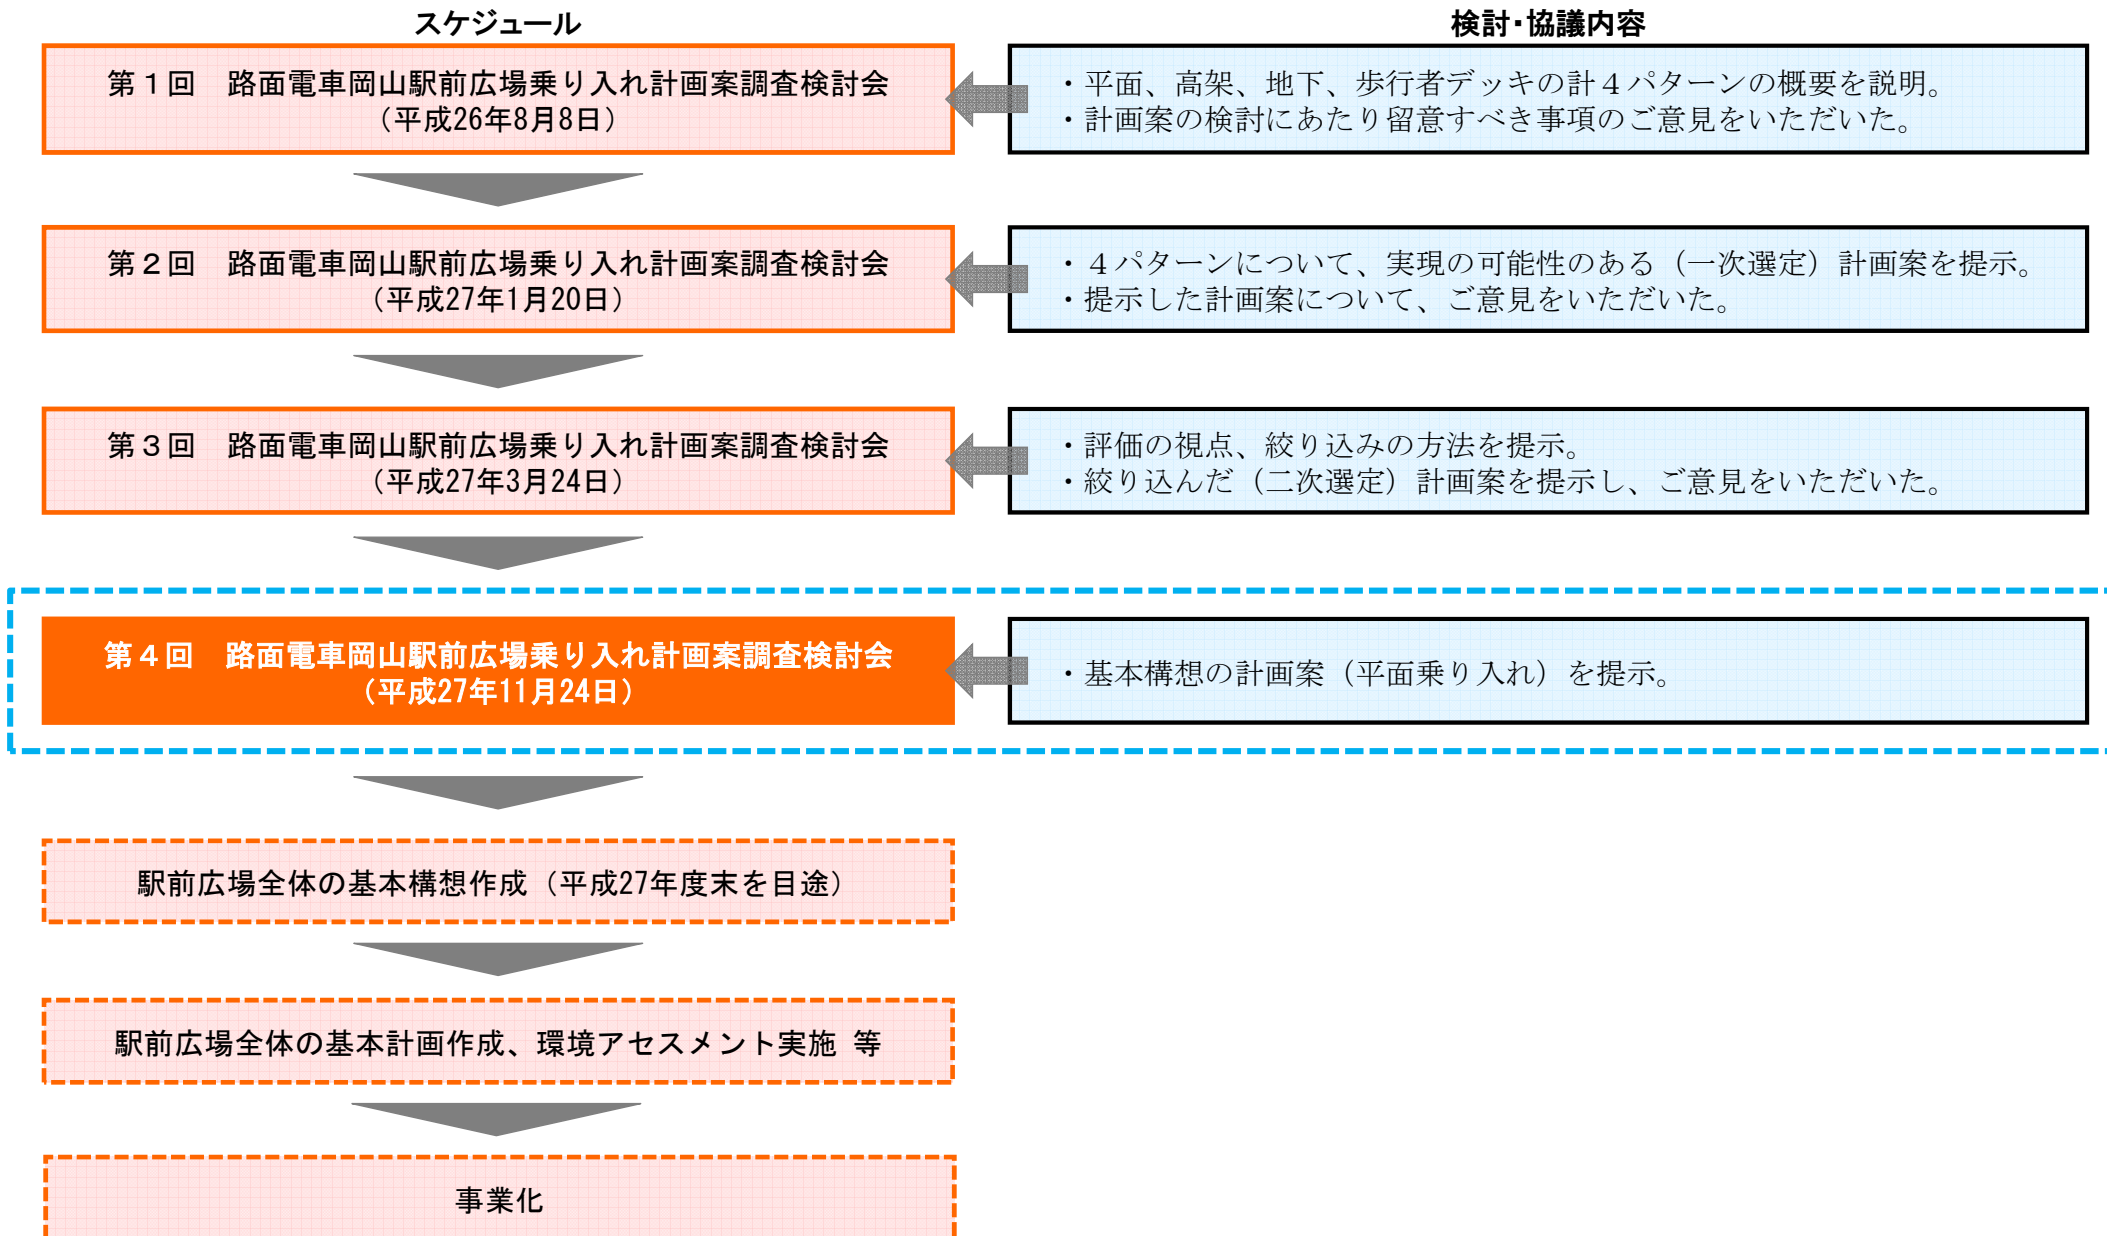 スケジュール
検討・協議内容
第１回　路面電車岡山駅前広場乗り入れ計画案調査検討会
（平成26年8月8日）
・平面、高架、地下、歩行者デッキの計４パターンの概要を説明。
・計画案の検討にあたり留意すべき事項のご意見をいただいた。
第２回　路面電車岡山駅前広場乗り入れ計画案調査検討会
（平成27年1月20日）
・４パターンについて、実現の可能性のある（一次選定）計画案を提示。
・提示した計画案について、ご意見をいただいた。
第３回　路面電車岡山駅前広場乗り入れ計画案調査検討会
（平成27年3月24日）
・評価の視点、絞り込みの方法を提示。
・絞り込んだ（二次選定）計画案を提示し、ご意見をいただいた。
第４回　路面電車岡山駅前広場乗り入れ計画案調査検討会
（平成27年11月24日）
・基本構想の計画案（平面乗り入れ）を提示。
駅前広場全体の基本構想作成（平成27年度末を目途）
駅前広場全体の基本計画作成、環境アセスメント実施 等
事業化